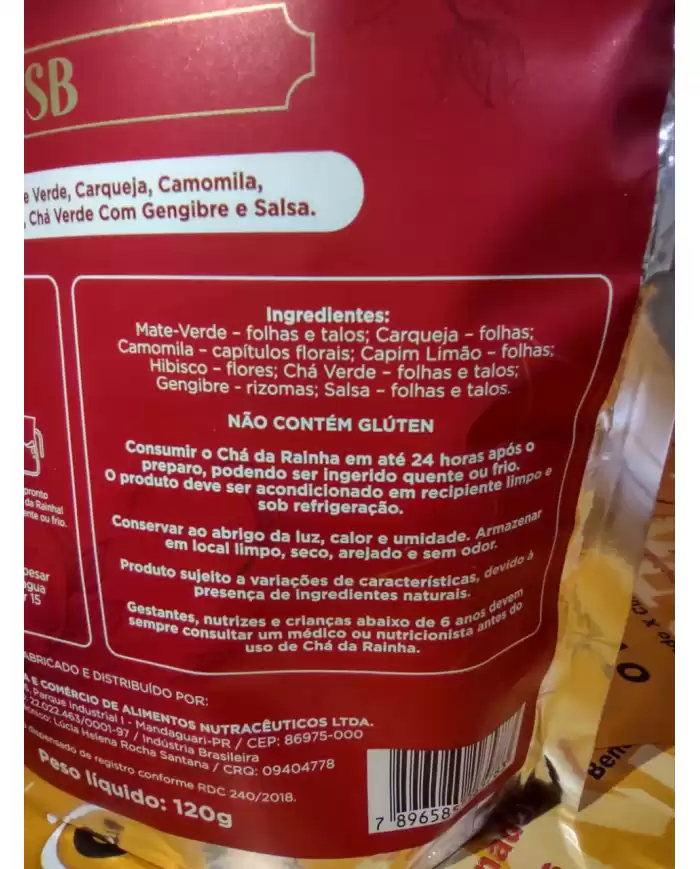 SB
Verde, Carqueja, Camomila,
Chá Verde Com Gengibre e Salsa.
Ingredientes:
Mate-Verde – folhas e talos; Carqueja – folhas;
Camomila – capítulos florais; Capim Limão – folhas;
Hibisco – flores; Chá Verde – folhas e talos;
Gengibre - rizomas; Salsa – folhas e talos.
NÃO CONTÉM GLÚTEN
Consumir o Chá da Rainha em até 24 horas após o
preparo, podendo ser ingerido quente ou frio.
O produto deve ser acondicionado em recipiente limpo e
sob refrigeração.
Conservar ao abrigo da luz, calor e umidade. Armazenar
em local limpo, seco, arejado e sem odor.
Produto sujeito a variações de características, devido à
presença de ingredientes naturais.
Gestantes, nutrizes e crianças abaixo de 6 anos devem
sempre consultar um médico ou nutricionista antes do
uso de Chá da Rainha.
pronto
da Rainha!
ente ou frio.
15
ABRICADO E DISTRIBUÍDO POR:
E COMÉRCIO DE ALIMENTOS NUTRACÊUTICOS LTDA.
Parque Industrial I - Mandaguari-PR / CEP: 86975-000
22.022.463/0001-97 / Indústria Brasileira
Lúcia Helena Rocha Santana / CRQ: 09404778
dispensado de registro conforme RDC 240/2018.
Peso líquido: 120g
7 89658